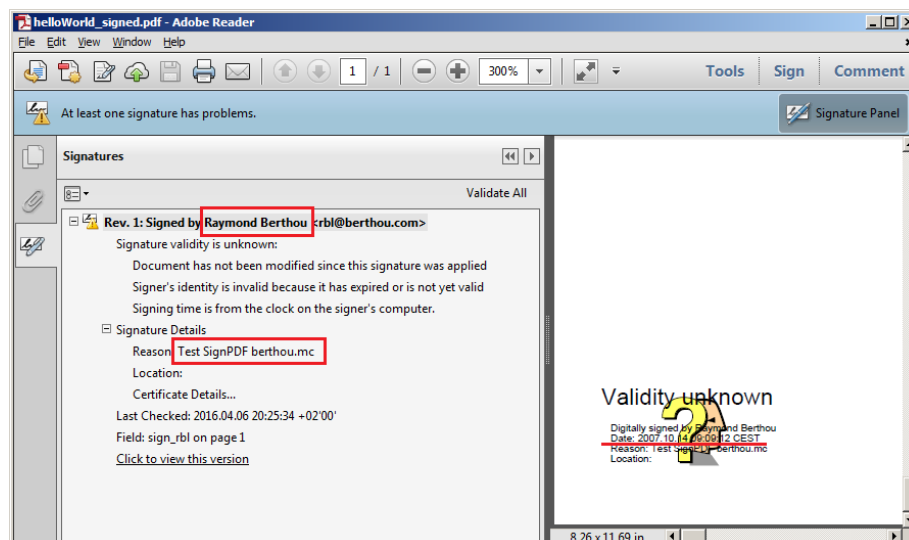 helloWorld_signed.pdf - Adobe Reader
File Edit View Window Help
1 / 1 300% Tools Sign Comment
At least one signature has problems. Signature Panel
Signatures
Validate All
Rev. 1: Signed by Raymond Berthou <rbl@berthou.com>
Signature validity is unknown:
Document has not been modified since this signature was applied
Signer's identity is invalid because it has expired or is not yet valid
Signing time is from the clock on the signer's computer.
Signature Details
Reason: Test SignPDF berthou.mc
Location:
Certificate Details...
Last Checked: 2016.04.06 20:25:34 +02'00'
Field: sign_rbl on page 1
Click to view this version
Validity unknown
Digitally signed by Raymond Berthou
Date: 2007.10.14 09:09:12 CEST
Reason: Test SignPDF berthou.mc
Location:
8,26 x 11,69 in